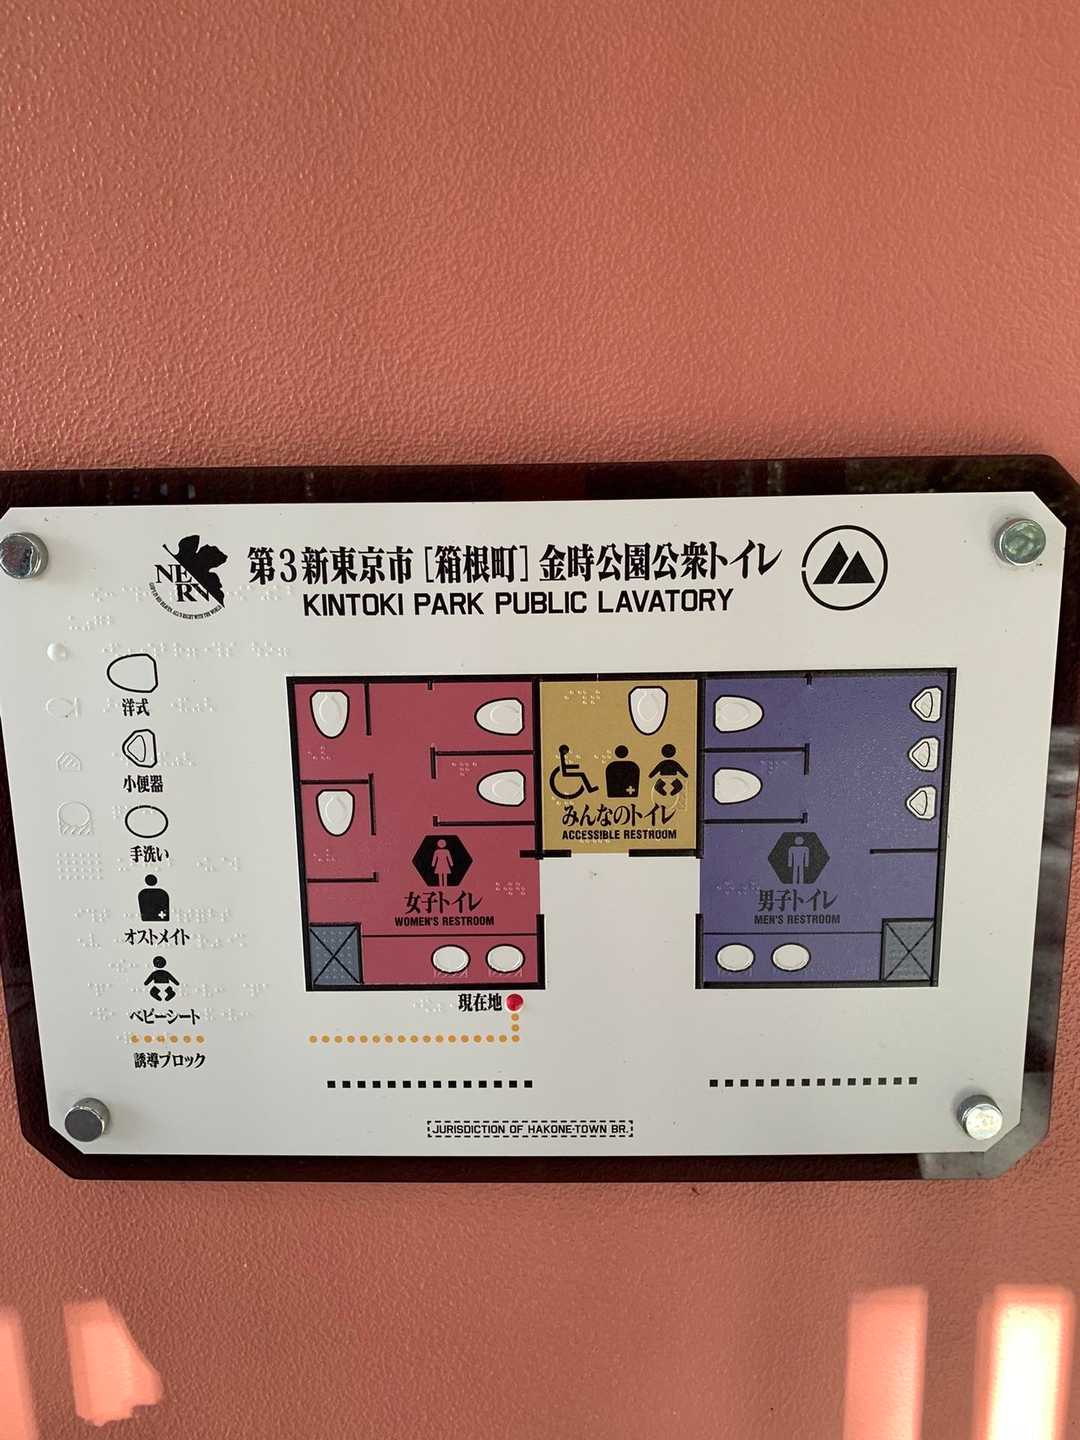 NERV
第3新東京市[箱根町]金時公園公衆トイレ
KINTOKI PARK PUBLIC LAVATORY
洋式
小便器
手洗い
オストメイト
ベビーシート
誘導ブロック
みんなのトイレ
ACCESSIBLE RESTROOM
女子トイレ
WOMEN'S RESTROOM
男子トイレ
MEN'S RESTROOM
現在地
JURISDICTION OF HAKONE-TOWN BR.